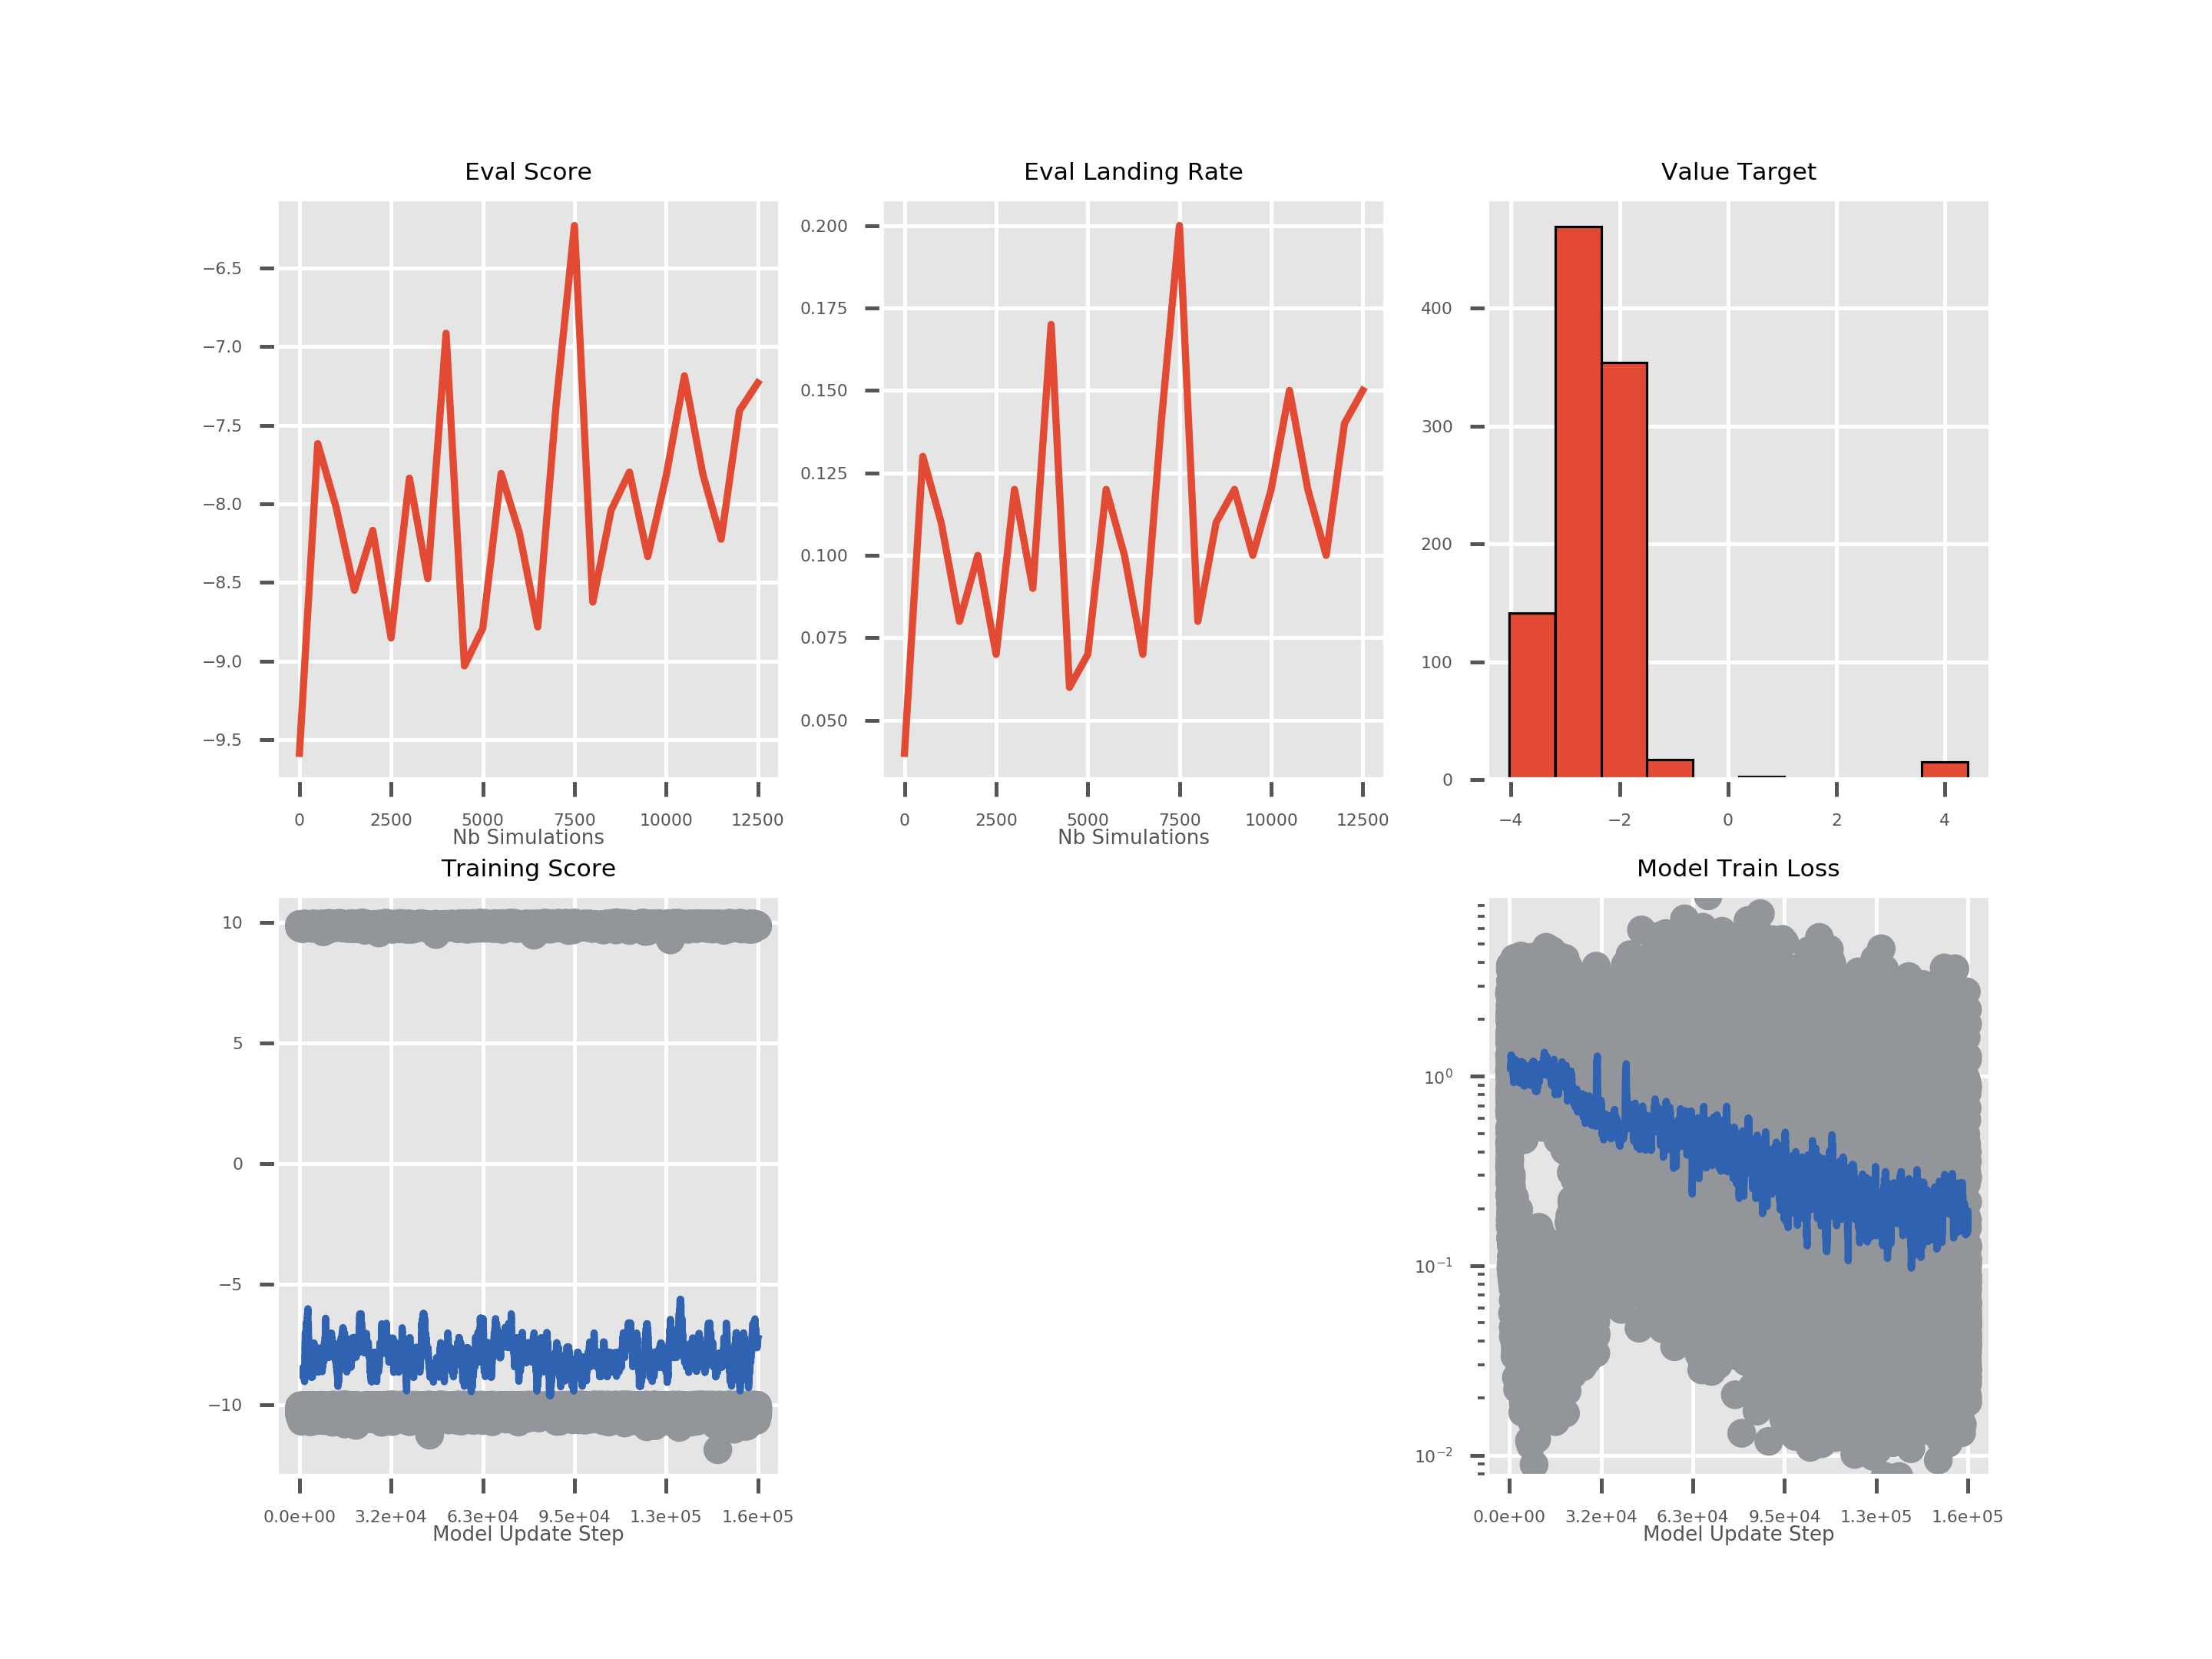 Eval Score
−6.5
−7.0
−7.5
−8.0
−8.5
−9.0
−9.5
0 2500 5000 7500 10000 12500
Nb Simulations
Eval Landing Rate
0.200
0.175
0.150
0.125
0.100
0.075
0.050
0 2500 5000 7500 10000 12500
Nb Simulations
Value Target
400
300
200
100
0
−4 −2 0 2 4
Training Score
10
5
0
−5
−10
0.0e+00 3.2e+04 6.3e+04 9.5e+04 1.3e+05 1.6e+05
Model Update Step
Model Train Loss
10⁰
10⁻¹
10⁻²
0.0e+00 3.2e+04 6.3e+04 9.5e+04 1.3e+05 1.6e+05
Model Update Step